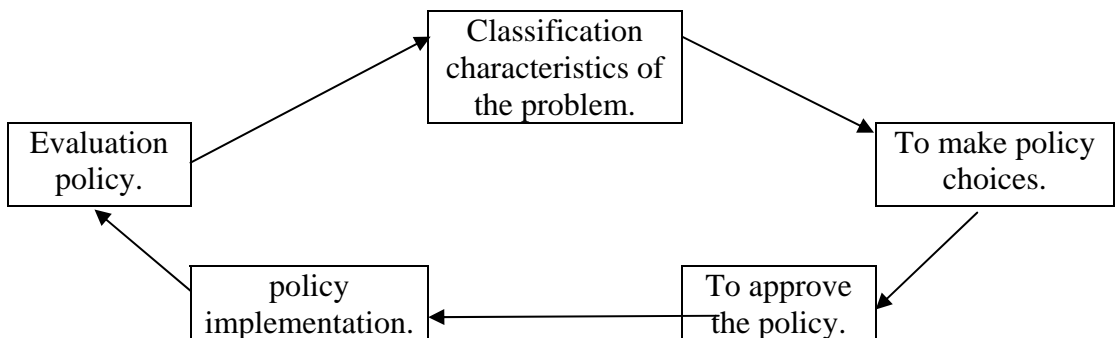 Classification
characteristics of
the problem.
Evaluation
policy.
To make policy
choices.
policy
implementation.
To approve
the policy.